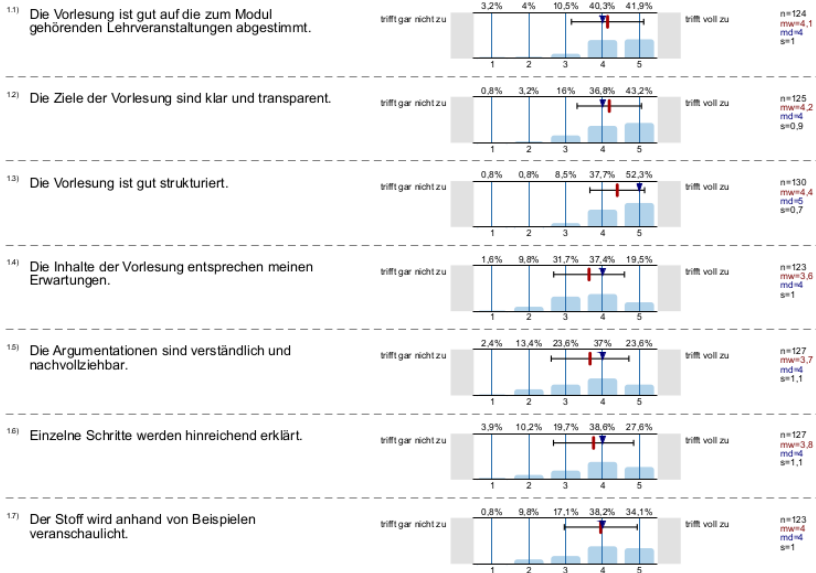 1.1) Die Vorlesung ist gut auf die zum Modul
gehörenden Lehrveranstaltungen abgestimmt.
trifft gar nicht zu
3,2% 4% 10,5% 40,3% 41,9%
1 2 3 4 5
trifft voll zu
n=124
mw=4,1
md=4
s=1
1.2) Die Ziele der Vorlesung sind klar und transparent.
trifft gar nicht zu
0,8% 3,2% 16% 36,8% 43,2%
1 2 3 4 5
trifft voll zu
n=125
mw=4,2
md=4
s=0,9
1.3) Die Vorlesung ist gut strukturiert.
trifft gar nicht zu
0,8% 0,8% 8,5% 37,7% 52,3%
1 2 3 4 5
trifft voll zu
n=130
mw=4,4
md=5
s=0,7
1.4) Die Inhalte der Vorlesung entsprechen meinen
Erwartungen.
trifft gar nicht zu
1,6% 9,8% 31,7% 37,4% 19,5%
1 2 3 4 5
trifft voll zu
n=123
mw=3,6
md=4
s=1
1.5) Die Argumentationen sind verständlich und
nachvollziehbar.
trifft gar nicht zu
2,4% 13,4% 23,6% 37% 23,6%
1 2 3 4 5
trifft voll zu
n=127
mw=3,7
md=4
s=1,1
1.6) Einzelne Schritte werden hinreichend erklärt.
trifft gar nicht zu
3,9% 10,2% 19,7% 38,6% 27,6%
1 2 3 4 5
trifft voll zu
n=127
mw=3,8
md=4
s=1,1
1.7) Der Stoff wird anhand von Beispielen
veranschaulicht.
trifft gar nicht zu
0,8% 9,8% 17,1% 38,2% 34,1%
1 2 3 4 5
trifft voll zu
n=123
mw=4
md=4
s=1